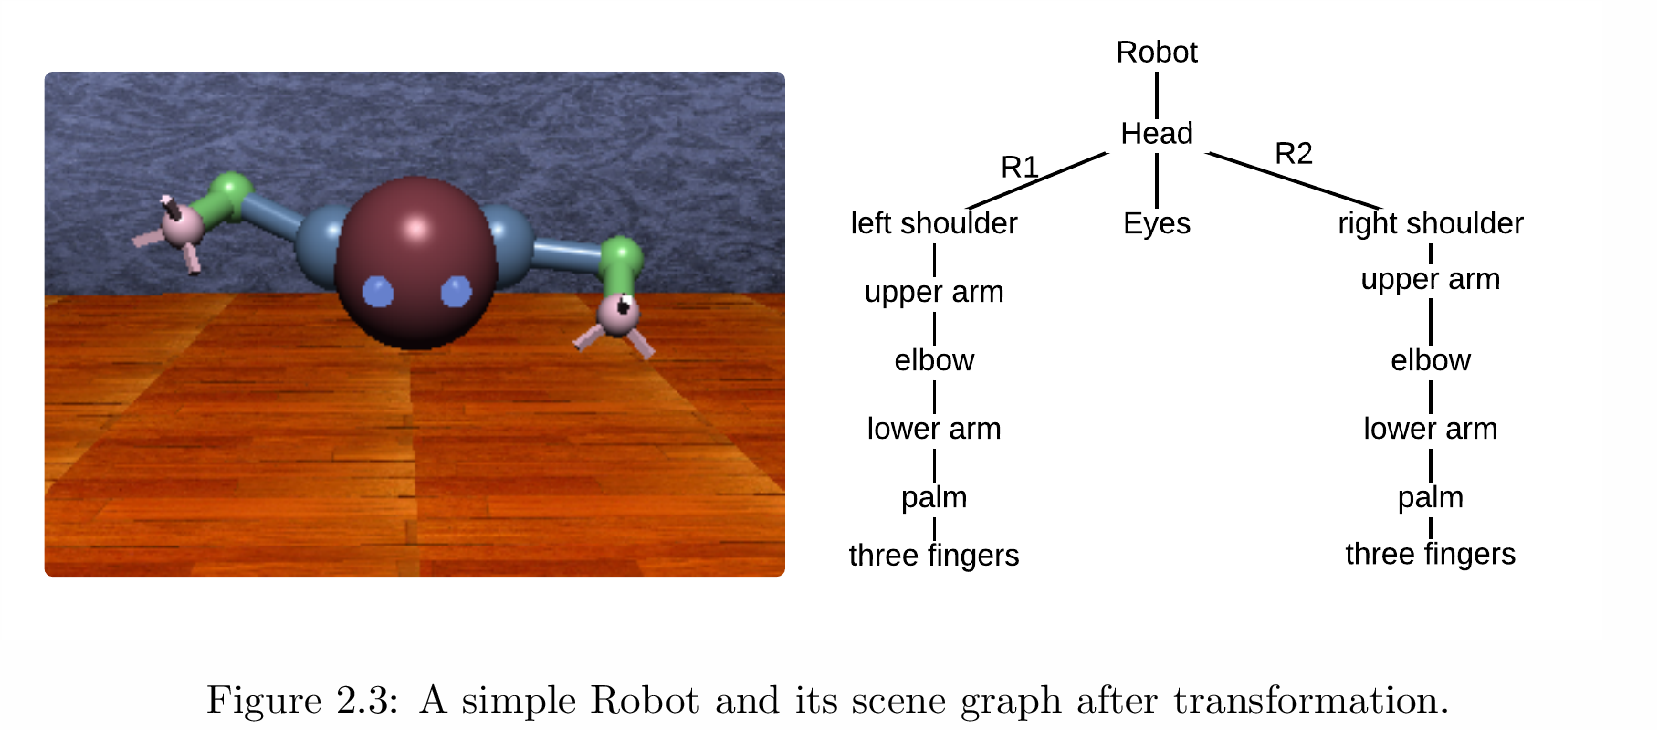 Robot
Head
R1
R2
left shoulder
Eyes
right shoulder
upper arm
upper arm
elbow
elbow
lower arm
lower arm
palm
palm
three fingers
three fingers
Figure 2.3: A simple Robot and its scene graph after transformation.